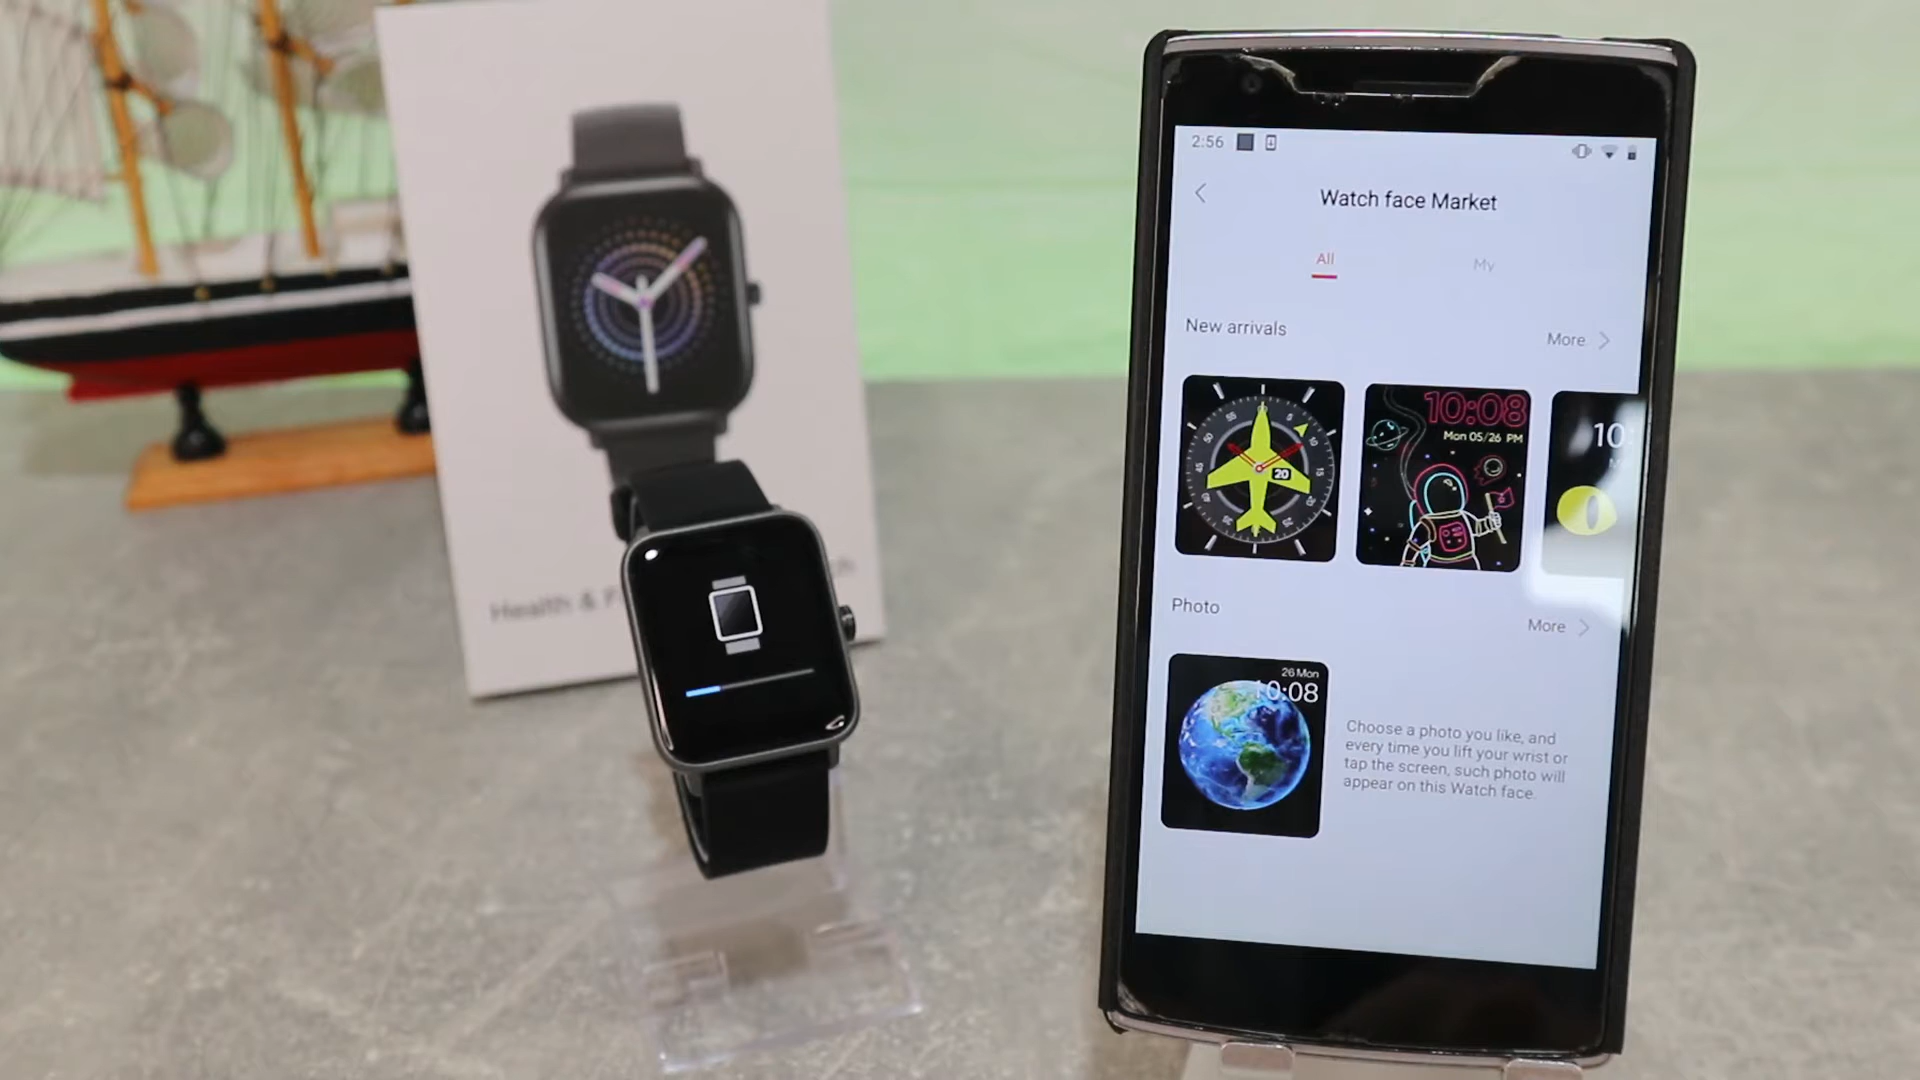 Health &
2:56
Watch face Market
All
My
New arrivals
More
10:08
Mon 05/26 PM
20
10:
Photo
More
26 Mon
10:08
Choose a photo you like, and
every time you lift your wrist or
tap the screen, such photo will
appear on this Watch face.